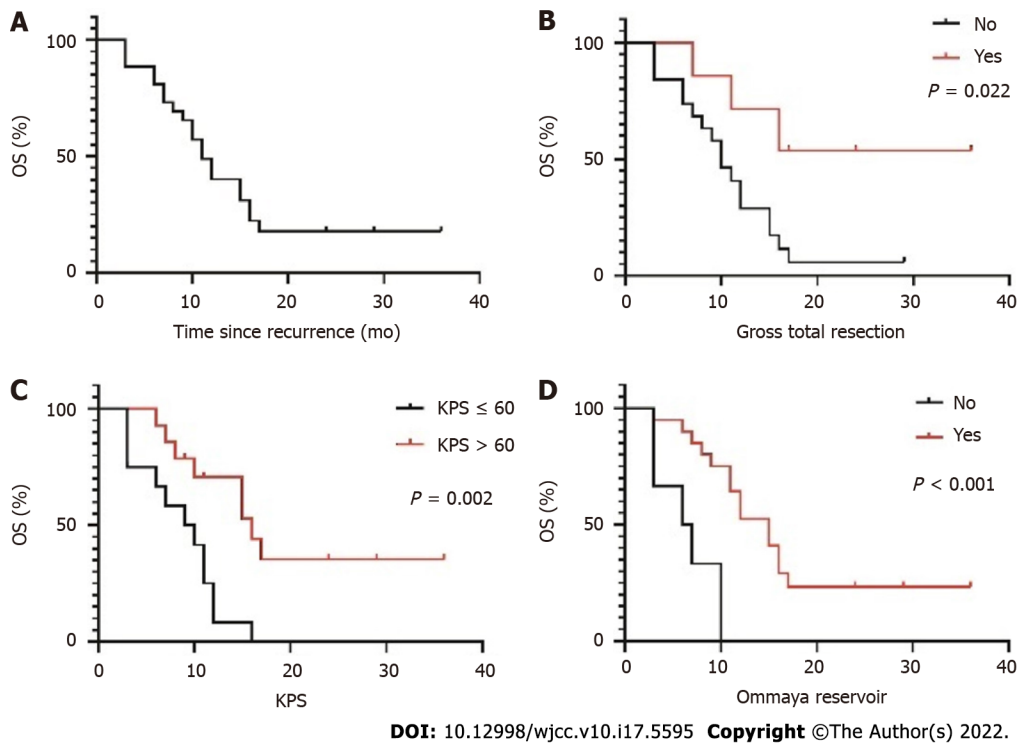 A
100
50
0
OS (%)
0 10 20 30 40
Time since recurrence (mo)
B
No
Yes
P = 0.022
100
50
0
OS (%)
0 10 20 30 40
Gross total resection
C
KPS ≤ 60
KPS > 60
P = 0.002
100
50
0
OS (%)
0 10 20 30 40
KPS
D
No
Yes
P < 0.001
100
50
0
OS (%)
0 10 20 30 40
Ommaya reservoir
DOI: 10.12998/wjcc.v10.i17.5595 Copyright ©The Author(s) 2022.